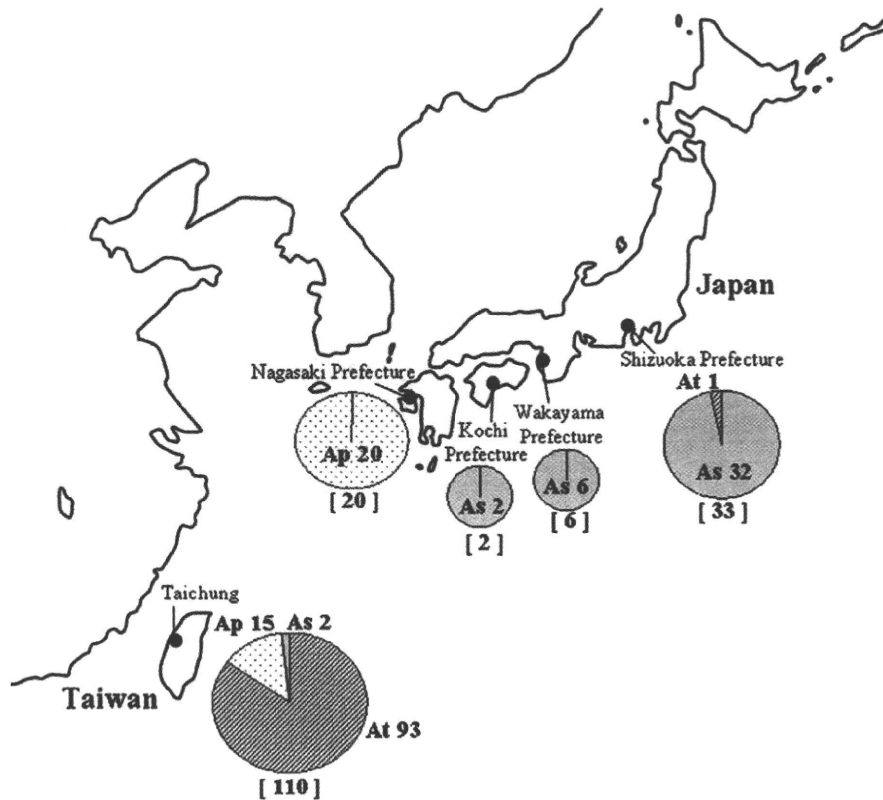 Japan
Nagasaki Prefecture
Ap 20
[ 20 ]
Kochi
Prefecture
As 2
[ 2 ]
Wakayama
Prefecture
As 6
[ 6 ]
Shizuoka Prefecture
At 1
As 32
[ 33 ]
Taichung
Taiwan
Ap 15
As 2
At 93
[ 110 ]